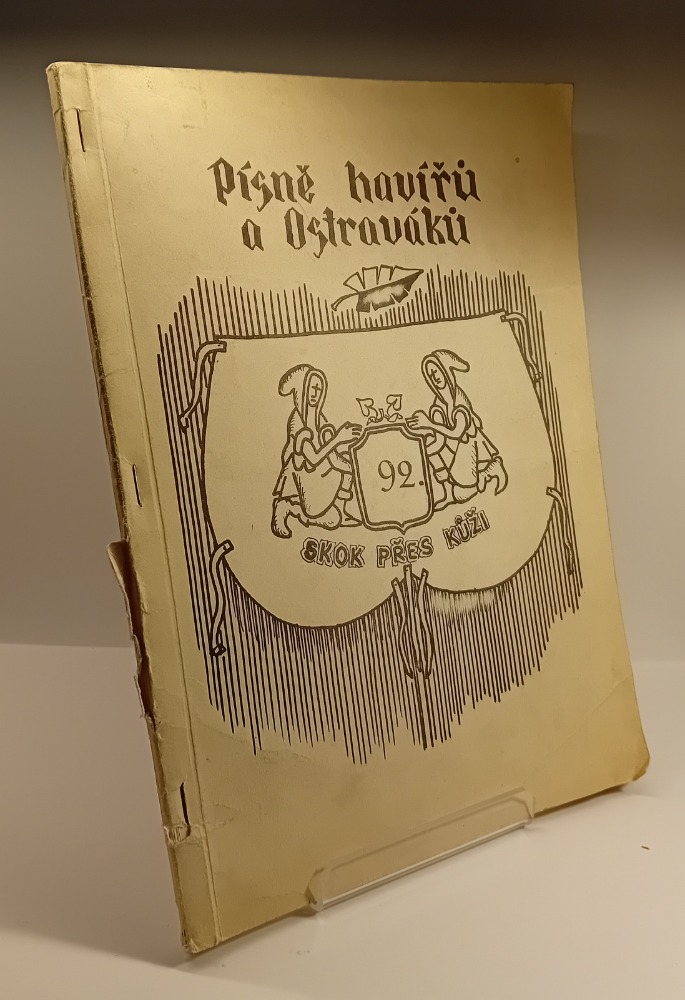 Písně havířů
a Ostraváků
92.
SKOK PŘES KŮŽI